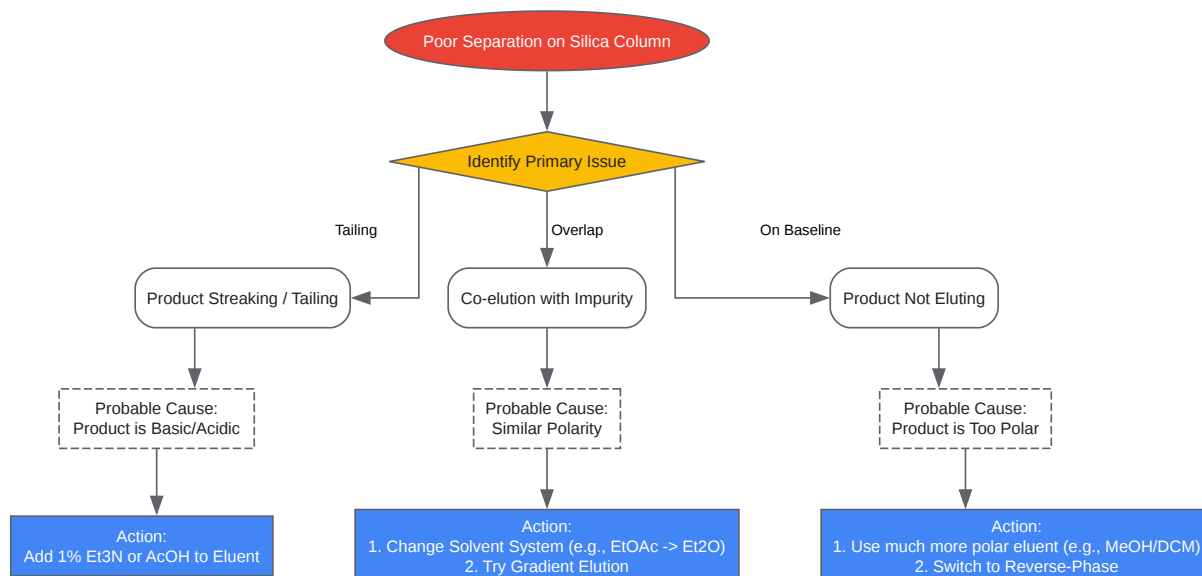 Poor Separation on Silica Column
Identify Primary Issue
Tailing
Overlap
On Baseline
Product Streaking / Tailing
Co-elution with Impurity
Product Not Eluting
Probable Cause:
Product is Basic/Acidic
Probable Cause:
Similar Polarity
Probable Cause:
Product is Too Polar
Action:
Add 1% Et3N or AcOH to Eluent
Action:
1. Change Solvent System (e.g., EtOAc -> Et2O)
2. Try Gradient Elution
Action:
1. Use much more polar eluent (e.g., MeOH/DCM)
2. Switch to Reverse-Phase